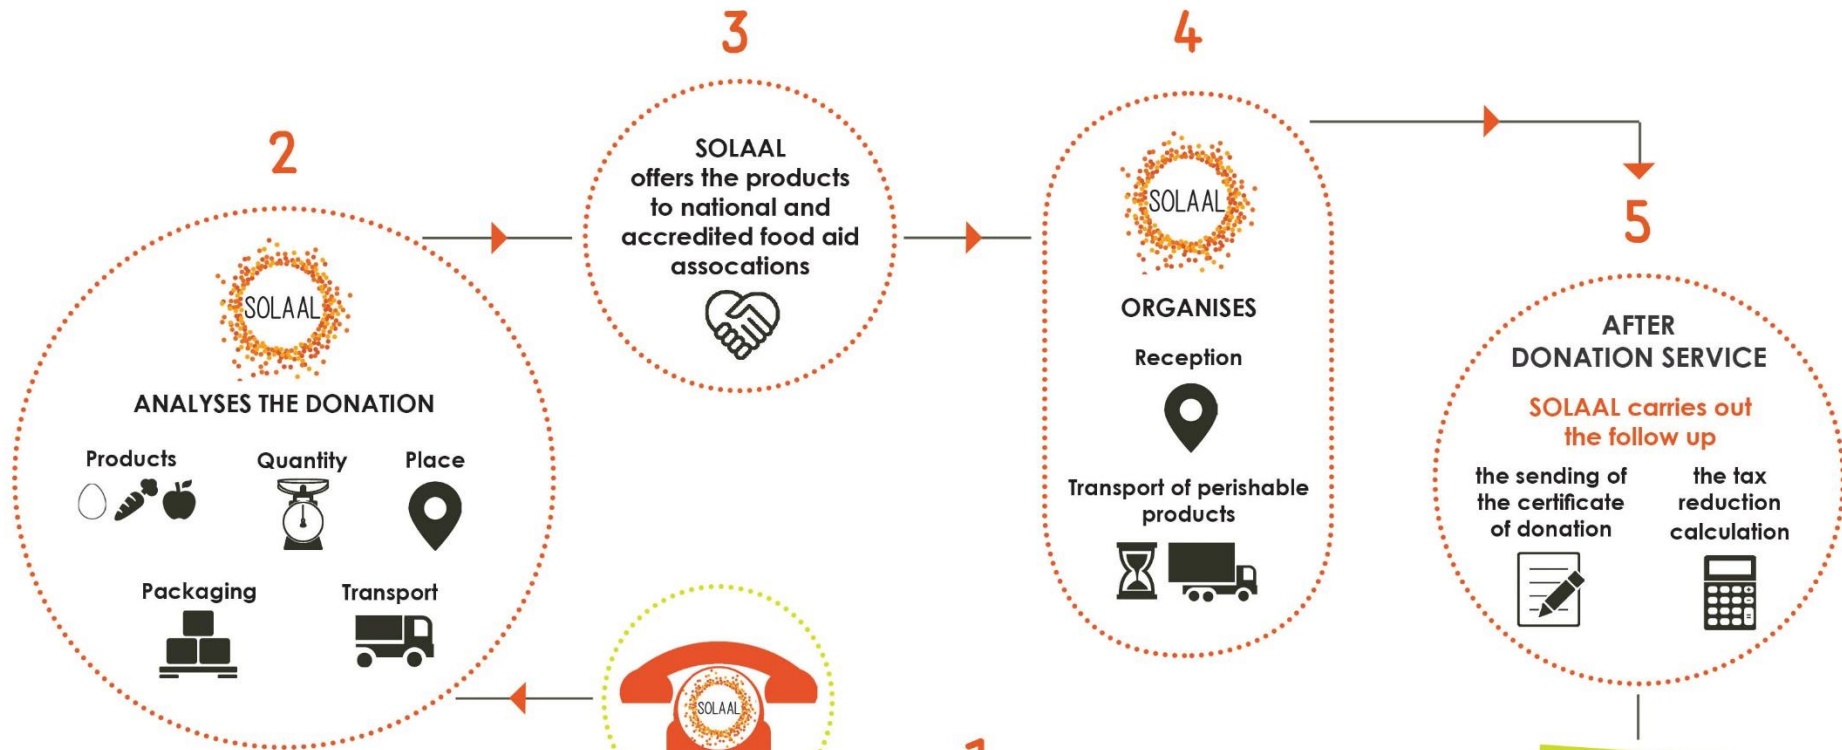 2
SOLAAL
ANALYSES THE DONATION
Products
Quantity
Place
Packaging
Transport
3
SOLAAL
offers the products
to national and
accredited food aid
assocations
4
SOLAAL
ORGANISES
Reception
Transport of perishable
products
5
AFTER
DONATION SERVICE
SOLAAL carries out
the follow up
the sending of
the certificate
of donation
the tax
reduction
calculation
SOLAAL
1